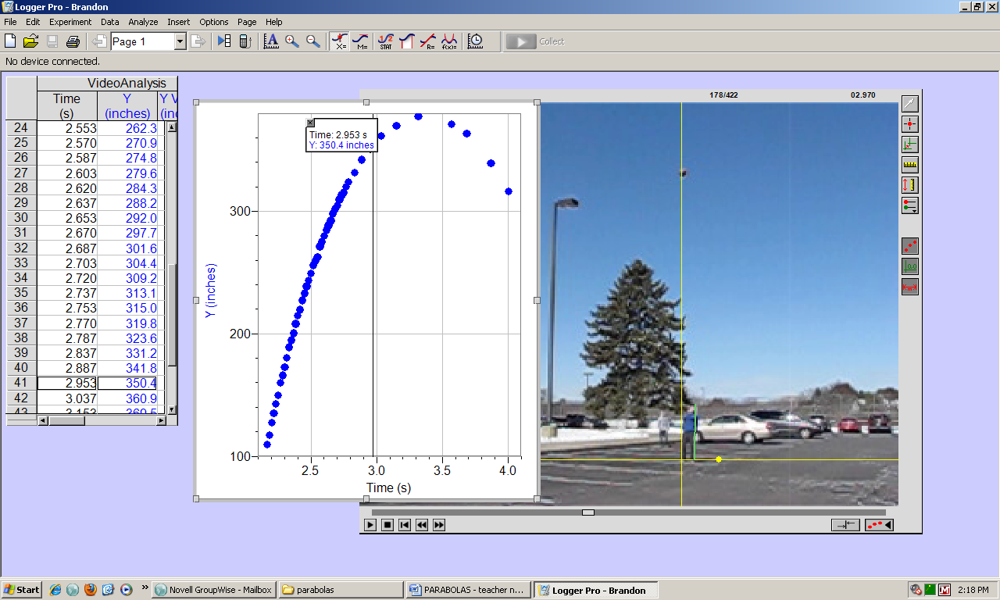 Logger Pro - Brandon
File Edit Experiment Data Analyze Insert Options Page Help
Page 1
X=
M=
1/2
STAT
R=
f(x)=
Collect
No device connected.
VideoAnalysis
Time Y Y V
(s) (inches) (in
24 2.553 262.3
25 2.570 270.9
26 2.587 274.8
27 2.603 279.6
28 2.620 284.3
29 2.637 288.2
30 2.653 292.0
31 2.670 297.7
32 2.687 301.6
33 2.703 304.4
34 2.720 309.2
35 2.737 313.1
36 2.753 315.0
37 2.770 319.8
38 2.787 323.6
39 2.837 331.2
40 2.887 341.8
41 2.953 350.4
42 3.037 360.9
43 3.153 369.5
Time: 2.953 s
Y: 350.4 inches
300
200
100
Y (inches)
2.5 3.0 3.5 4.0
Time (s)
178/422 02.970
0.0
Start
Novell GroupWise - Mailbox
parabolas
PARABOLAS - teacher n...
Logger Pro - Brandon
2:18 PM